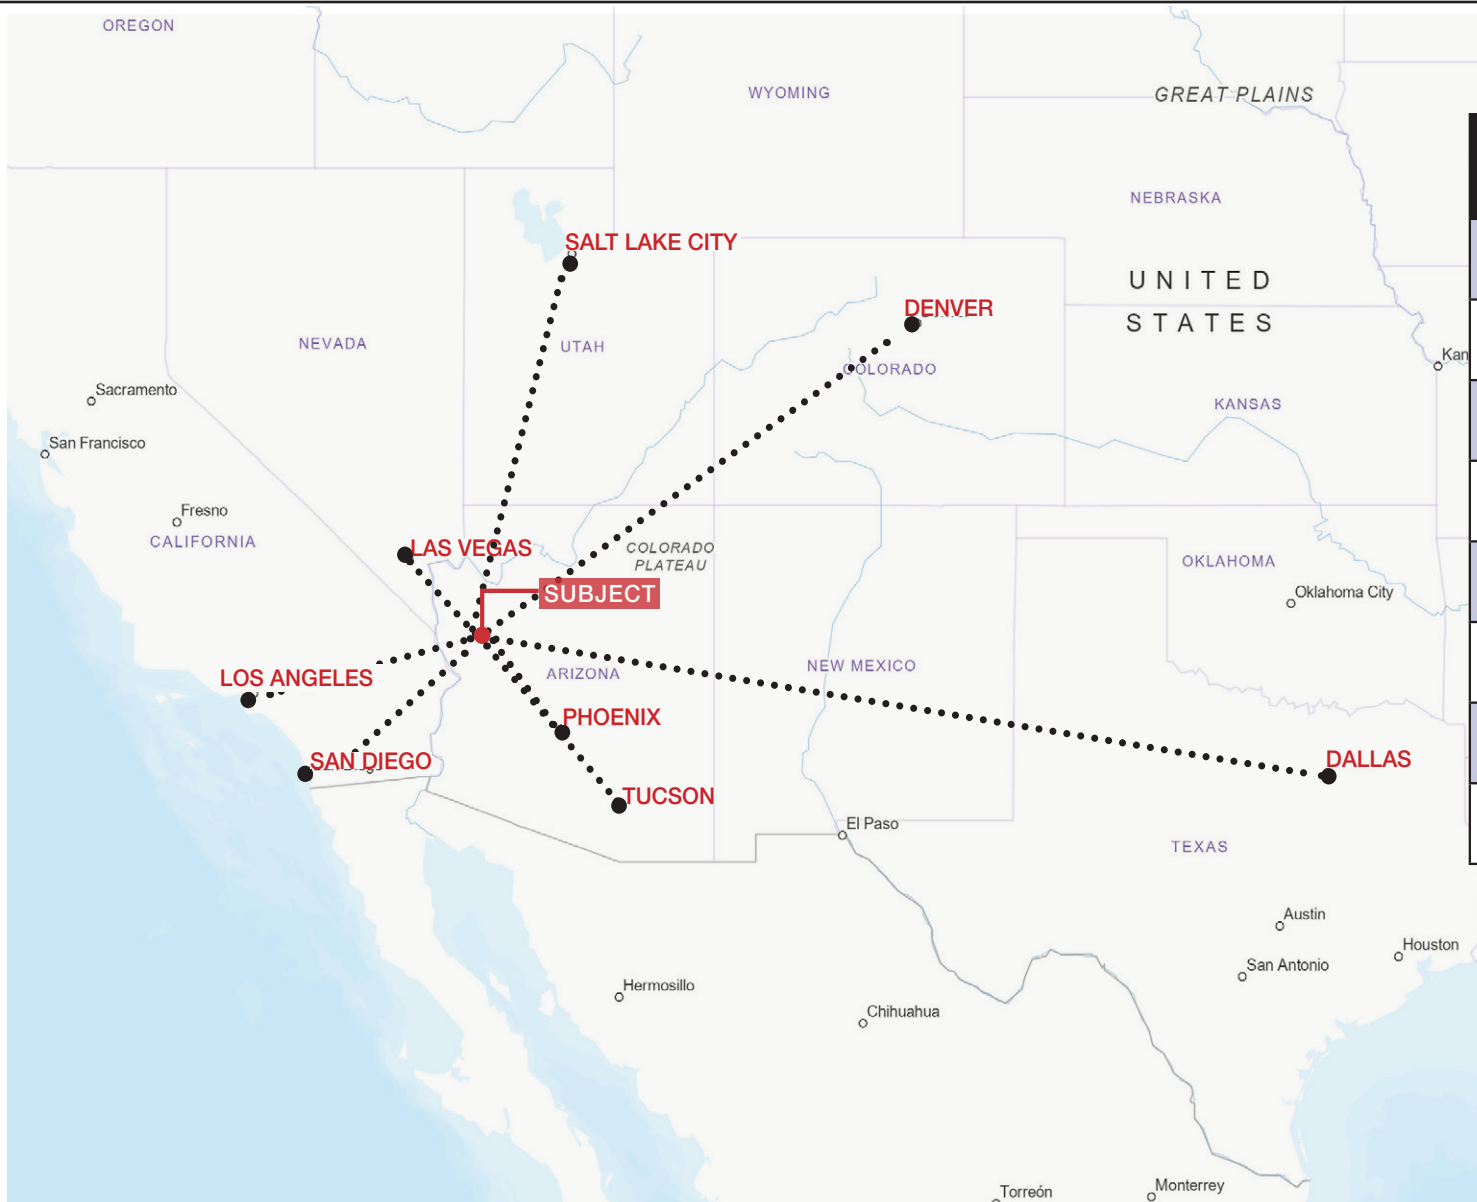 OREGON
WYOMING
GREAT PLAINS
NEBRASKA
SALT LAKE CITY
UNITED
STATES
DENVER
NEVADA
UTAH
COLORADO
Kan
Sacramento
KANSAS
San Francisco
Fresno
CALIFORNIA
LAS VEGAS
COLORADO
PLATEAU
OKLAHOMA
SUBJECT
Oklahoma City
NEW MEXICO
ARIZONA
LOS ANGELES
PHOENIX
SAN DIEGO
DALLAS
TUCSON
El Paso
TEXAS
Austin
Houston
San Antonio
Hermosillo
Chihuahua
Torreón
Monterrey